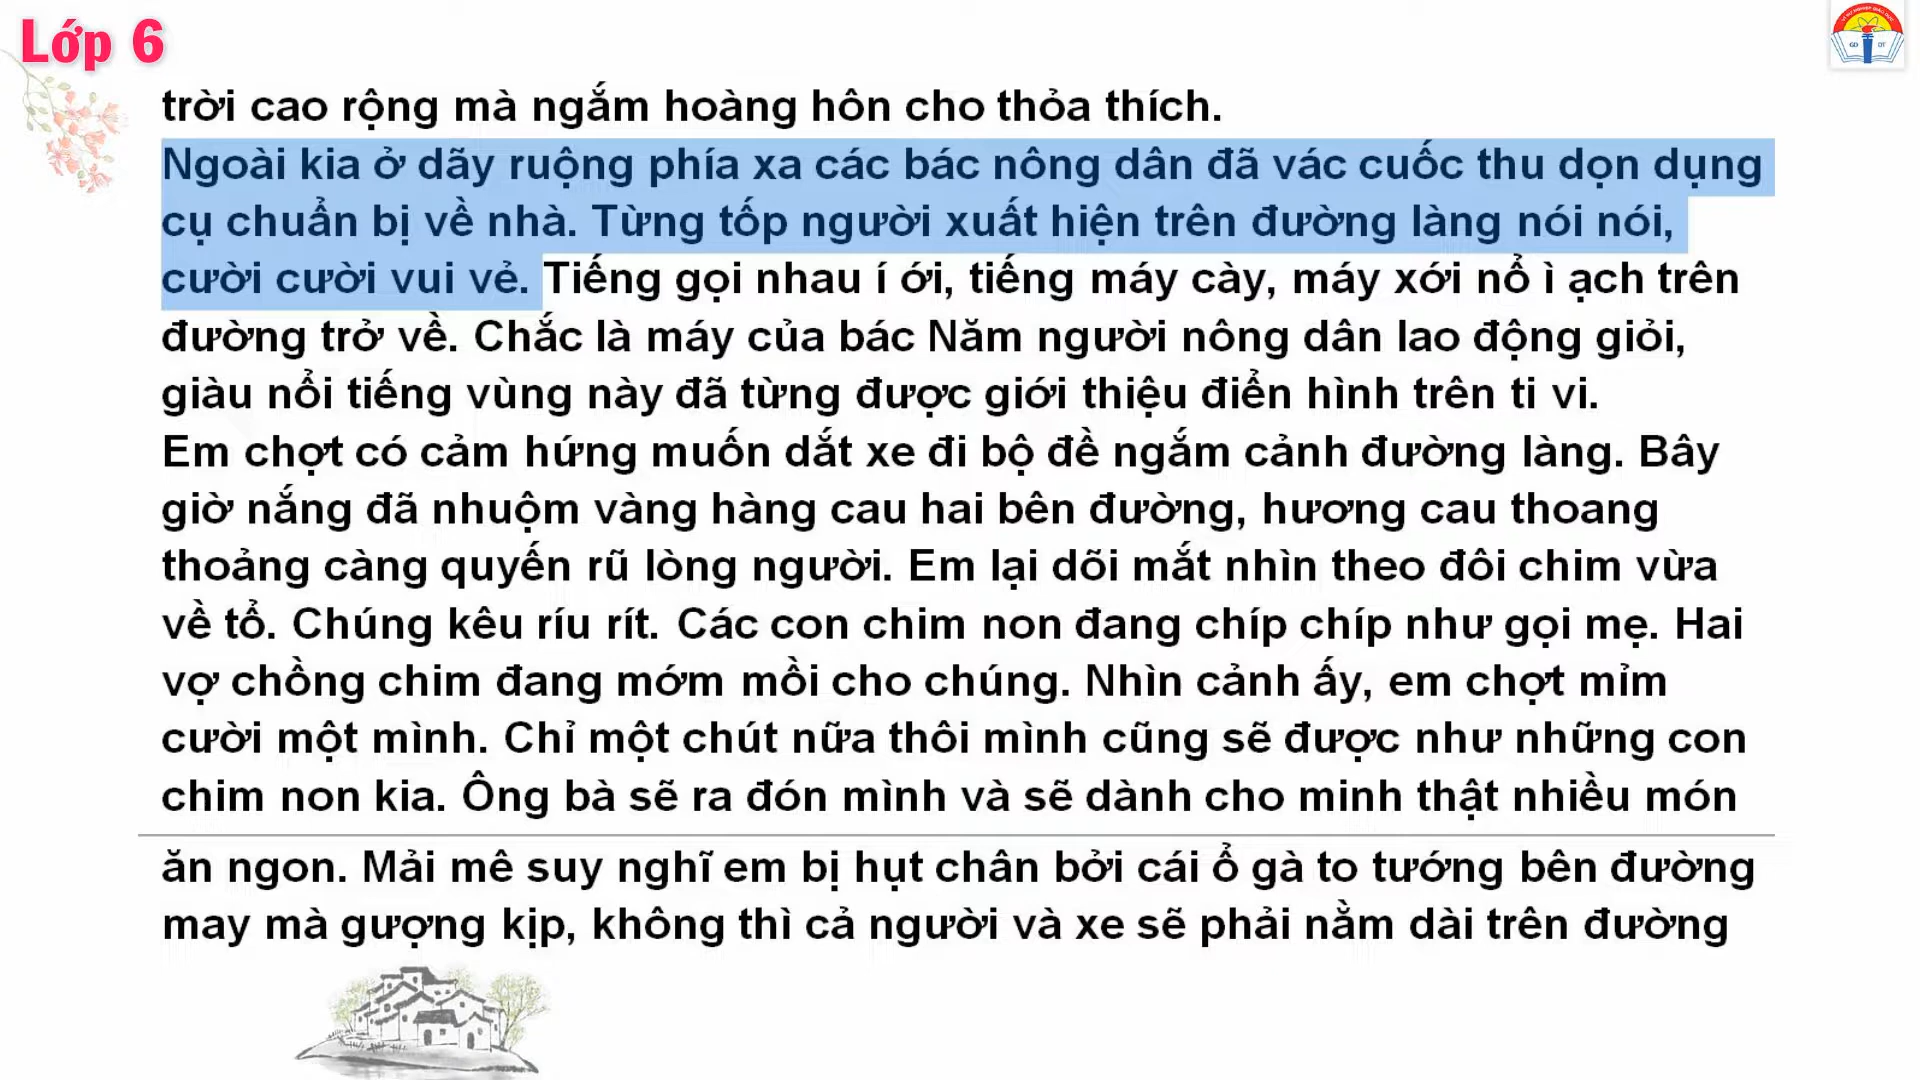 Lớp 6
trời cao rộng mà ngắm hoàng hôn cho thỏa thích.
Ngoài kia ở dãy ruộng phía xa các bác nông dân đã vác cuốc thu dọn dụng
cụ chuẩn bị về nhà. Từng tốp người xuất hiện trên đường làng nói nói,
cười cười vui vẻ. Tiếng gọi nhau í ới, tiếng máy cày, máy xới nổ ì ạch trên
đường trở về. Chắc là máy của bác Năm người nông dân lao động giỏi,
giàu nổi tiếng vùng này đã từng được giới thiệu điển hình trên ti vi.
Em chợt có cảm hứng muốn dắt xe đi bộ đề ngắm cảnh đường làng. Bây
giờ nắng đã nhuộm vàng hàng cau hai bên đường, hương cau thoang
thoảng càng quyến rũ lòng người. Em lại dõi mắt nhìn theo đôi chim vừa
về tổ. Chúng kêu ríu rít. Các con chim non đang chíp chíp như gọi mẹ. Hai
vợ chồng chim đang mớm mồi cho chúng. Nhìn cảnh ấy, em chợt mỉm
cười một mình. Chỉ một chút nữa thôi mình cũng sẽ được như những con
chim non kia. Ông bà sẽ ra đón mình và sẽ dành cho minh thật nhiều món
ăn ngon. Mải mê suy nghĩ em bị hụt chân bởi cái ổ gà to tướng bên đường
may mà gượng kịp, không thì cả người và xe sẽ phải nằm dài trên đường
GD ĐT